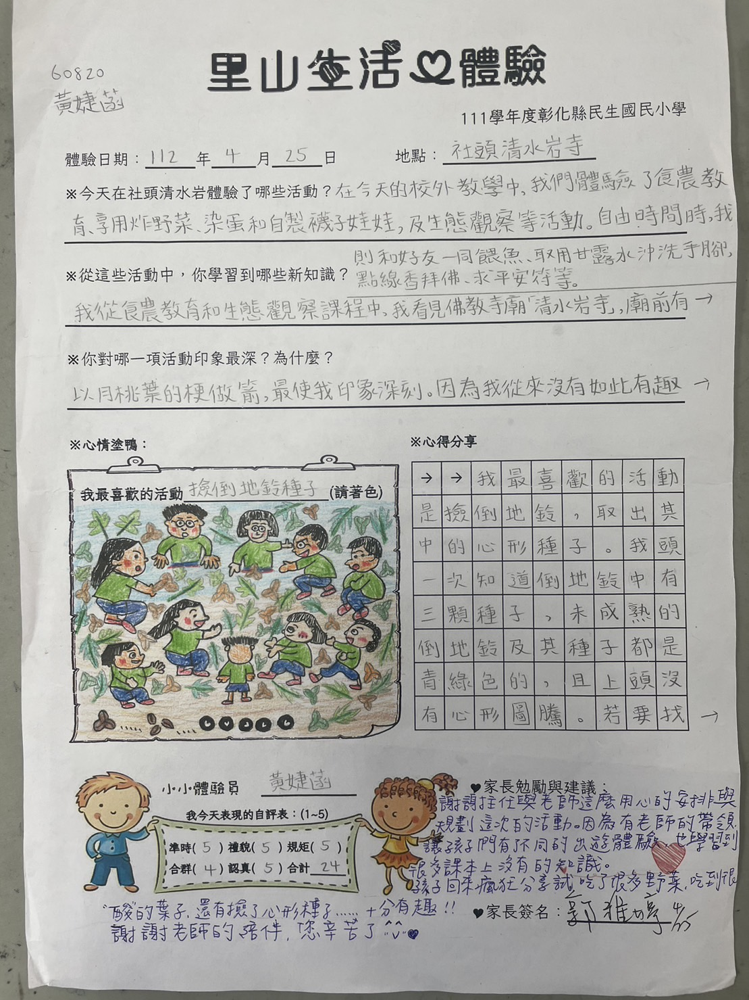 60820
黃婕菡
里山生活體驗
111學年度彰化縣民生國民小學
體驗日期：112年4月25日 地點：社頭清水岩寺
※今天在社頭清水岩體驗了哪些活動？在今天的校外教學中，我們體驗了食農教
育、享用炸野菜、染蛋和自製襪子娃娃，及生態觀察等活動。自由時間時，我
則和好友一同餵魚、取用甘露水沖洗手腳，
※從這些活動中，你學習到哪些新知識？點線香拜佛、求平安符等。
我從食農教育和生態觀察課程中，我看見佛教寺廟「清水岩寺」，廟前有→
※你對哪一項活動印象最深？為什麼？
以月桃葉的梗做箭，最使我印象深刻。因為我從來沒有如此有趣→
※心情塗鴨：
我最喜歡的活動撿倒地鈴種子(請著色)
※心得分享
→→我最喜歡的活動
是撿倒地鈴，取出其
中的心形種子。我頭
一次知道倒地鈴中有
三顆種子，未成熟的
倒地鈴及其種子都是
青綠色的，且上頭沒
有心形圖騰。若要找→
小小體驗員 黃婕菡
我今天表現的自評表：(1~5)
準時(5)禮貌(5)規矩(5)
合群(4)認真(5)合計24
♥家長勉勵與建議：
謝謝主任與老師這麼用心的安排與
規劃這次的活動。因為有老師的帶領
讓孩子們有了不同的出遊體驗，也學習到
很多課本上沒有的知識。
孩子回來瘋狂分享試吃了很多野菜，吃到很
"酸"的葉子，還有撿了心形種子……十分有趣!!
謝謝老師的陪伴，您辛苦了^v^♥
♥家長簽名：郭雅婷 4/25